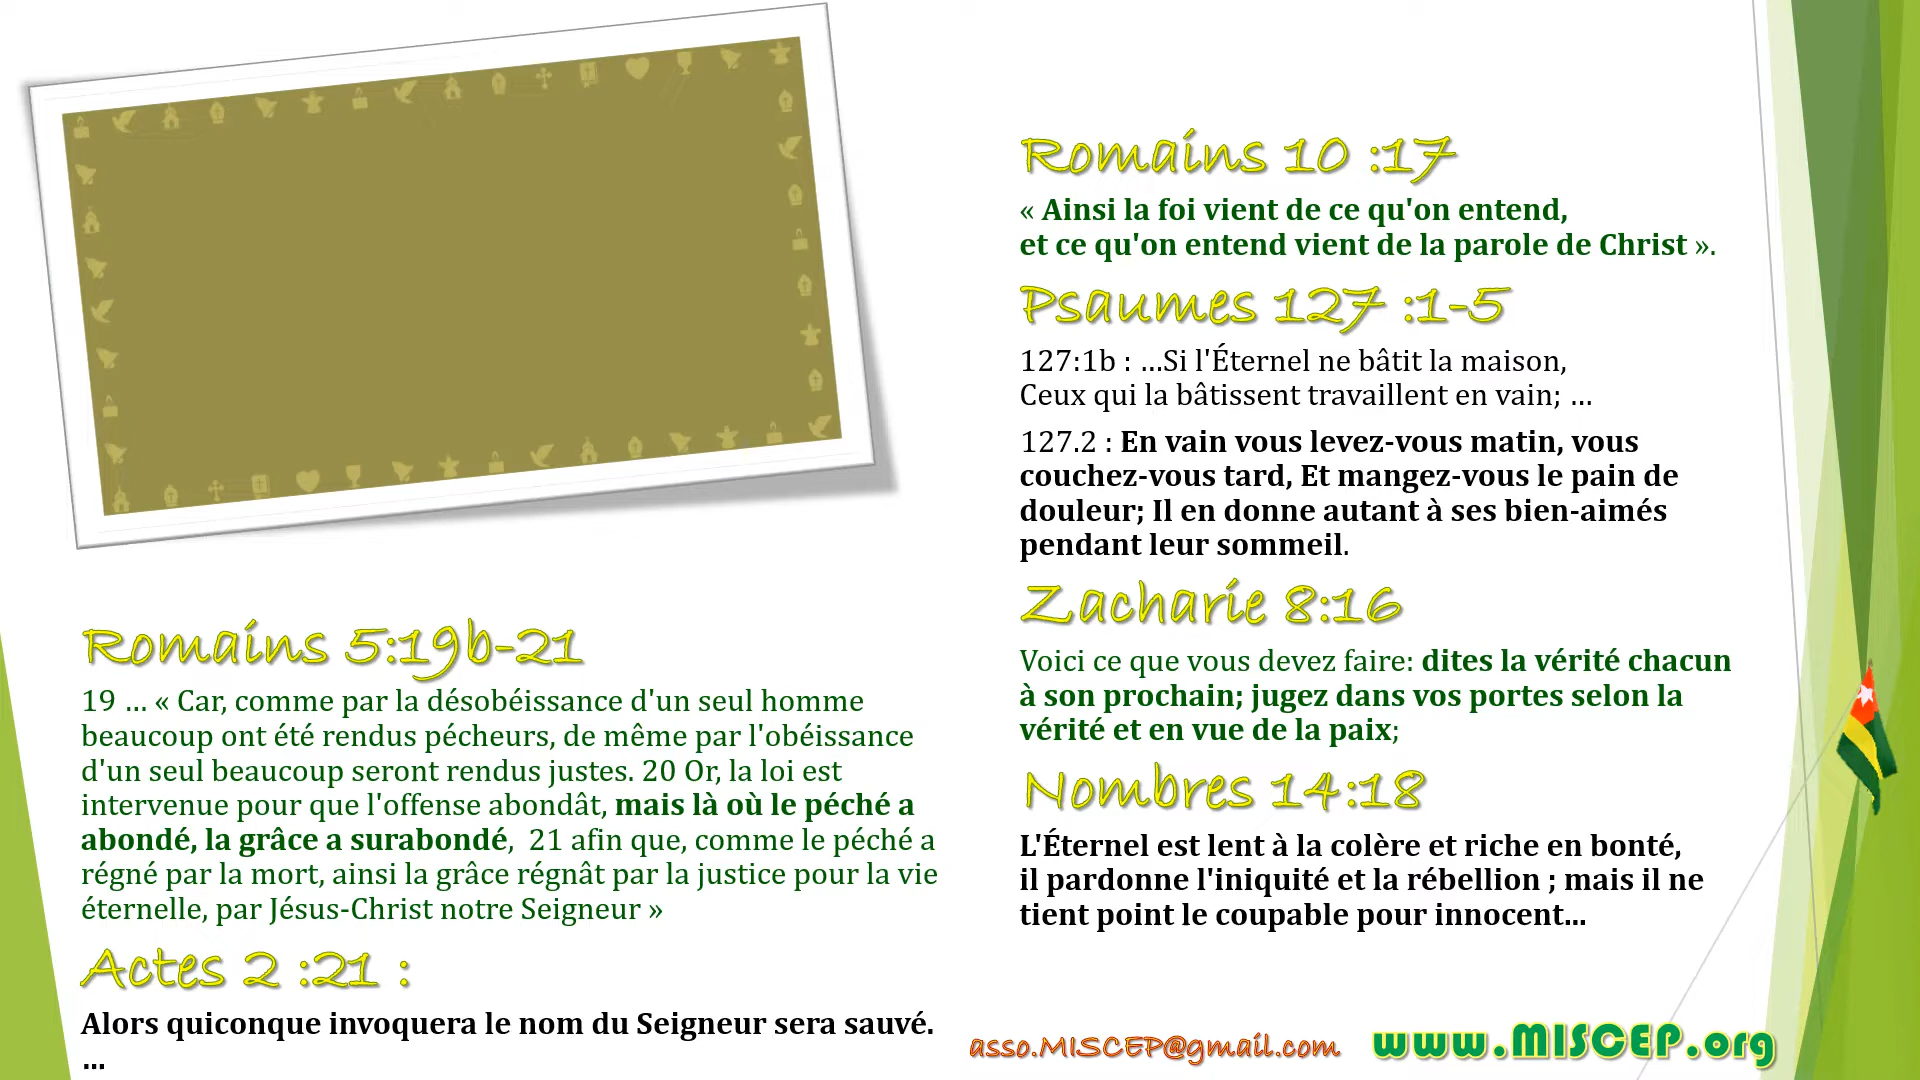 Romains 5:19b-21
19 ... « Car, comme par la désobéissance d'un seul homme
beaucoup ont été rendus pécheurs, de même par l'obéissance
d'un seul beaucoup seront rendus justes. 20 Or, la loi est
intervenue pour que l'offense abondât, mais là où le péché a
abondé, la grâce a surabondé,  21 afin que, comme le péché a
régné par la mort, ainsi la grâce régnât par la justice pour la vie
éternelle, par Jésus-Christ notre Seigneur »
Actes 2 :21 :
Alors quiconque invoquera le nom du Seigneur sera sauvé.
...
Romains 10 :17
« Ainsi la foi vient de ce qu'on entend,
et ce qu'on entend vient de la parole de Christ ».
Psaumes 127 :1-5
127:1b : ...Si l'Éternel ne bâtit la maison,
Ceux qui la bâtissent travaillent en vain; ...
127.2 : En vain vous levez-vous matin, vous
couchez-vous tard, Et mangez-vous le pain de
douleur; Il en donne autant à ses bien-aimés
pendant leur sommeil.
Zacharie 8:16
Voici ce que vous devez faire: dites la vérité chacun
à son prochain; jugez dans vos portes selon la
vérité et en vue de la paix;
Nombres 14:18
L'Éternel est lent à la colère et riche en bonté,
il pardonne l'iniquité et la rébellion ; mais il ne
tient point le coupable pour innocent...
asso.MISCEP@gmail.com
www.MISCEP.org